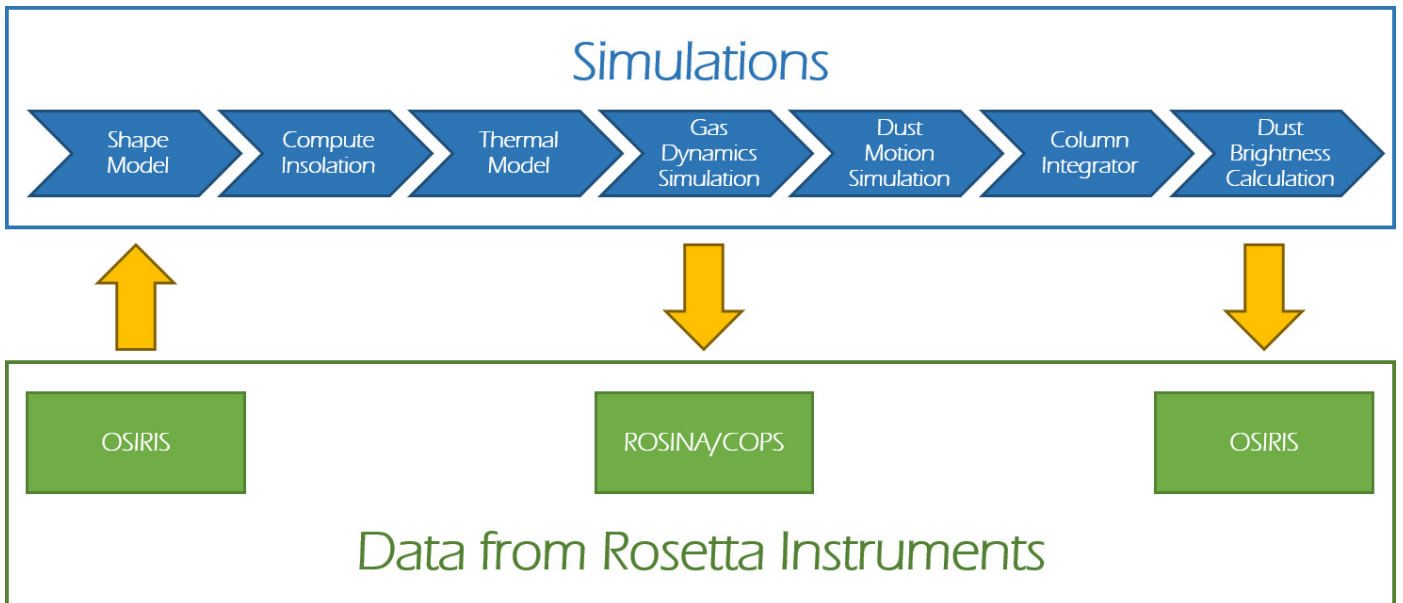 Simulations
Shape
Model
Compute
Insolation
Thermal
Model
Gas
Dynamics
Simulation
Dust
Motion
Simulation
Column
Integrator
Dust
Brightness
Calculation
OSIRIS
ROSINA/COPS
OSIRIS
Data from Rosetta Instruments